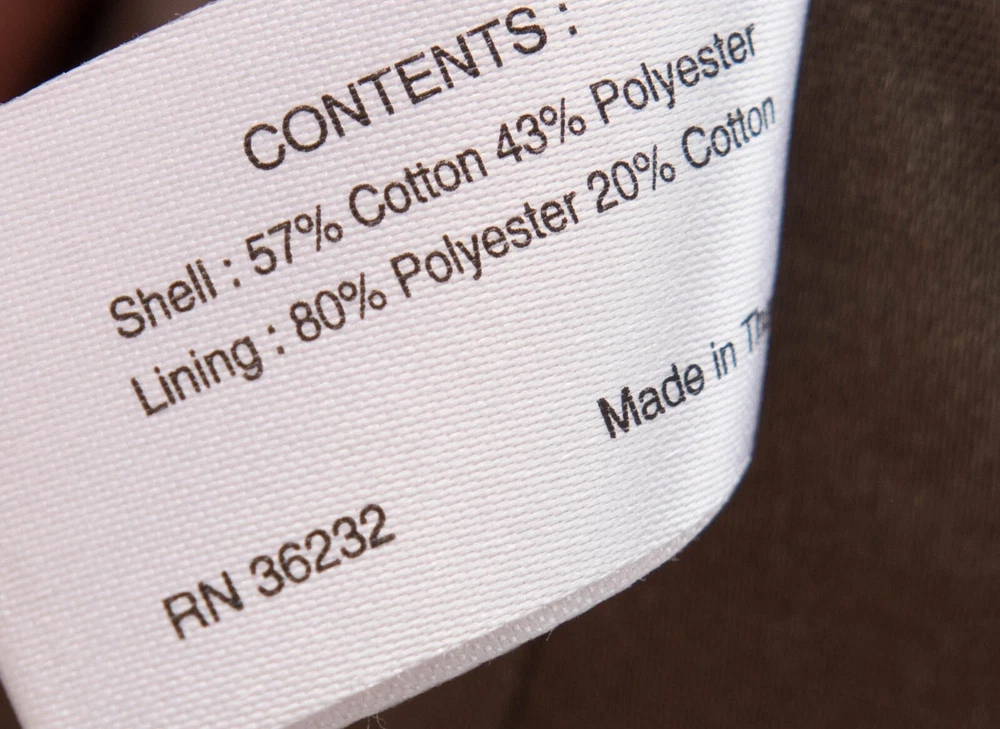 CONTENTS :
Shell : 57% Cotton 43% Polyester
Lining : 80% Polyester 20% Cotton
Made in
RN 36232